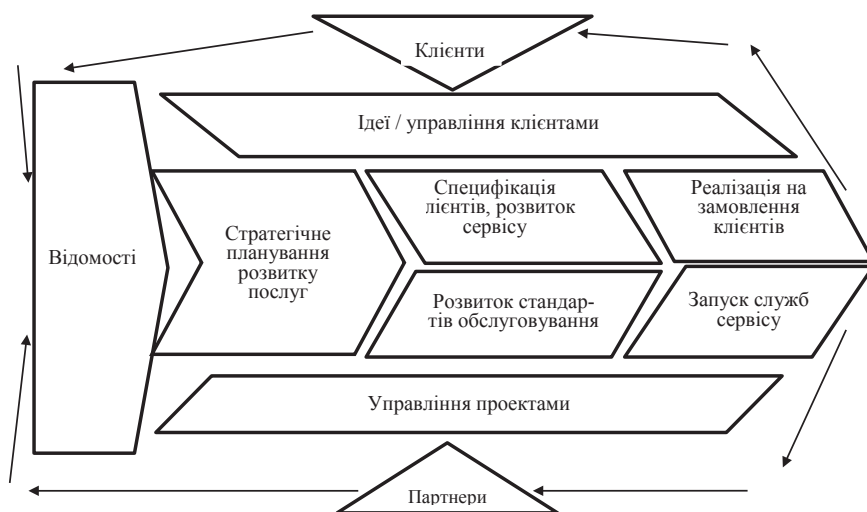 Клієнти
Ідеї / управління клієнтами
Специфікація
лієнтів, розвиток
сервісу
Реалізація на
замовлення
клієнтів
Відомості
Стратегічне
планування
розвитку
послуг
Розвиток стандар-
тів обслуговування
Запуск служб
сервісу
Управління проектами
Партнери